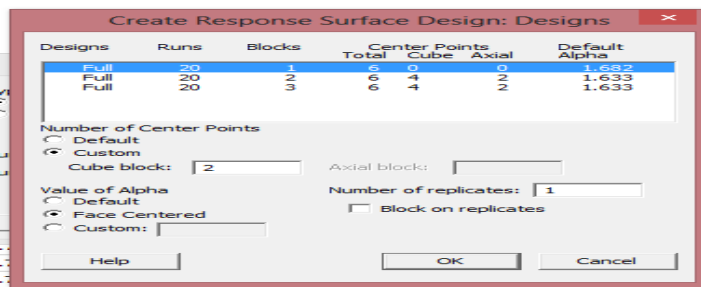 Create Response Surface Design: Designs
Designs Runs Blocks Center Points Default
Total Cube Axial Alpha
Full 20 1 6 0 0 1.682
Full 20 2 6 4 2 1.633
Full 20 3 6 4 2 1.633
Number of Center Points
Default
Custom
Cube block: 2 Axial block:
Value of Alpha Number of replicates: 1
Default Block on replicates
Face Centered
Custom:
Help OK Cancel